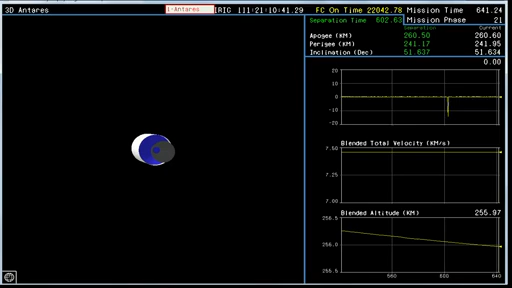 3D Antares
1-Antares
IRIG 111:21:10:41.29
FC On Time 22042.78
Mission Time 641.24
Separation Time 602.63
Mission Phase 21
Separation Current
Apogee (KM) 260.50 260.60
Perigee (KM) 241.17 241.95
Inclination (Dec) 51.637 51.634
0.00
20
10
0
-10
-20
Blended Total Velocity (KM/s)
7.50
7.25
7.00
Blended Altitude (KM) 255.97
256.5
256.0
255.5
560 600 640